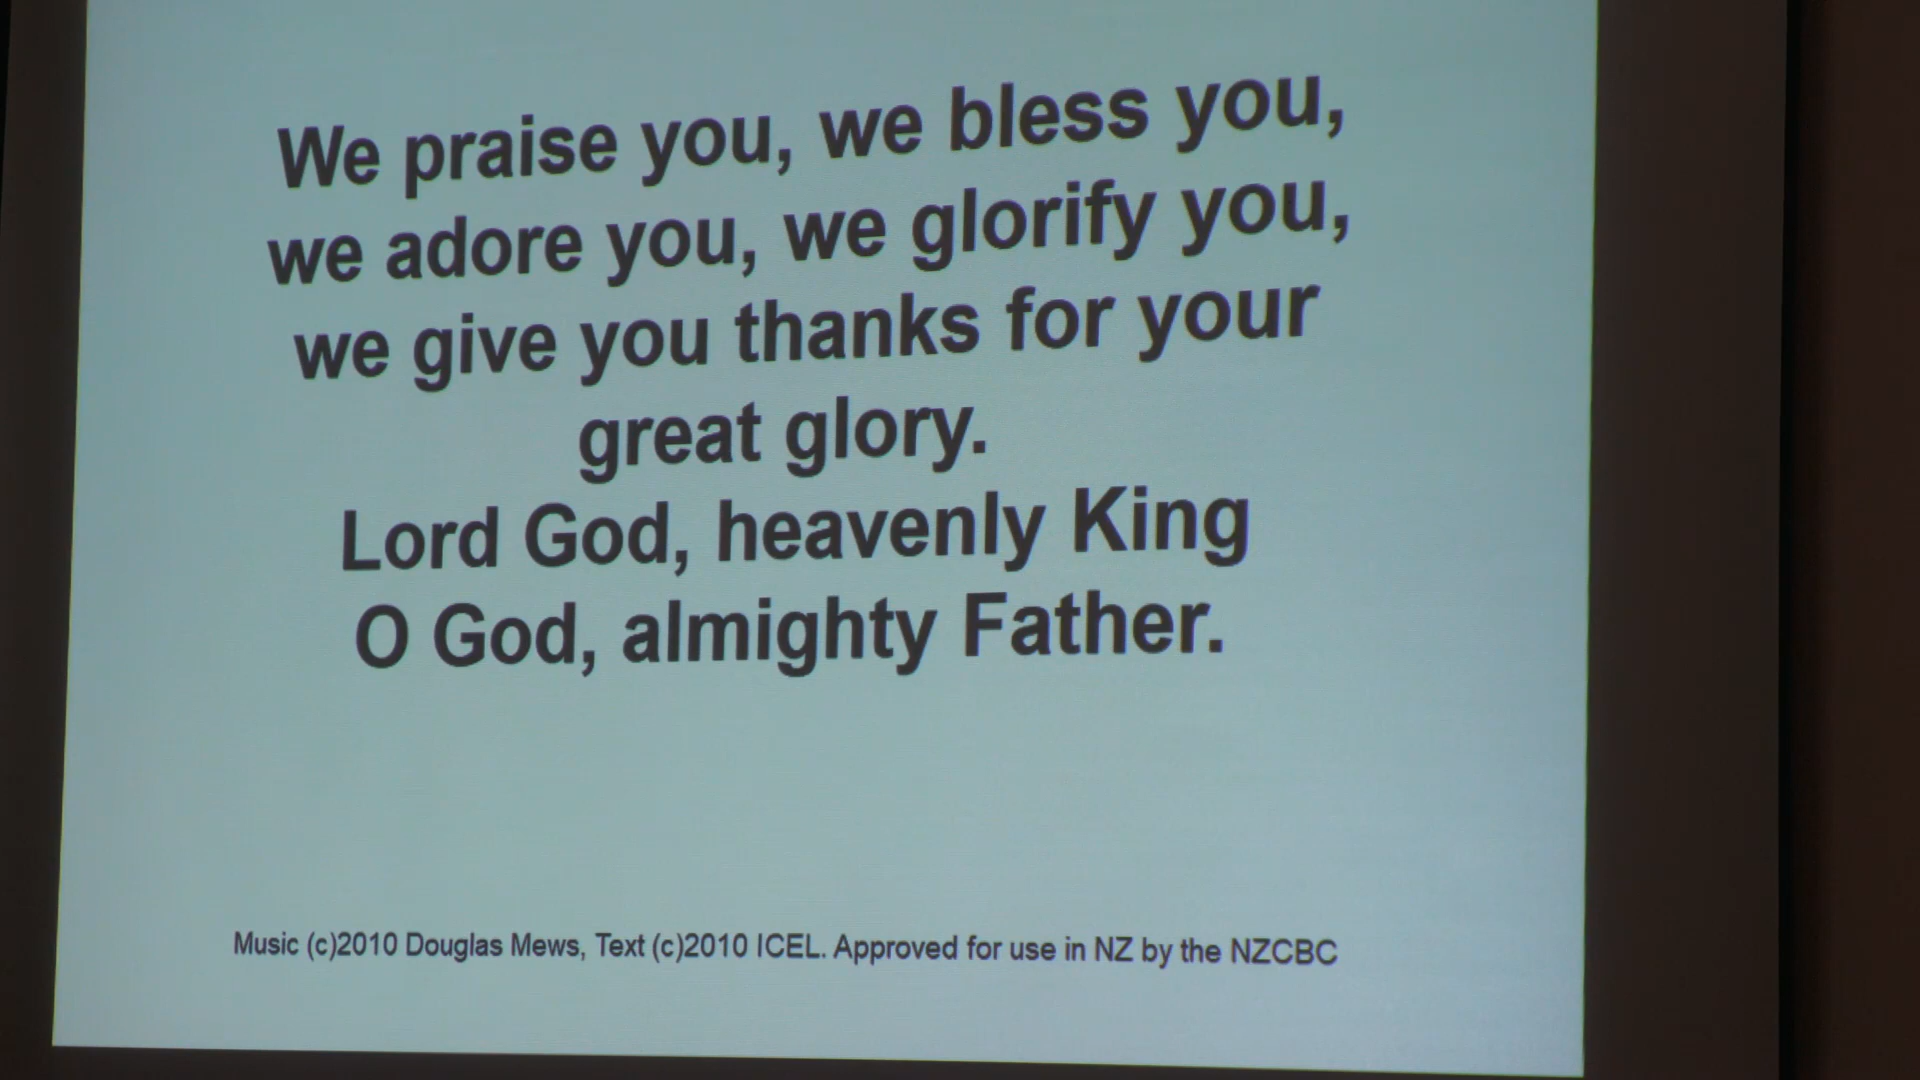 We praise you, we bless you,
we adore you, we glorify you,
we give you thanks for your
great glory.
Lord God, heavenly King
O God, almighty Father.
Music (c)2010 Douglas Mews, Text (c)2010 ICEL. Approved for use in NZ by the NZCBC